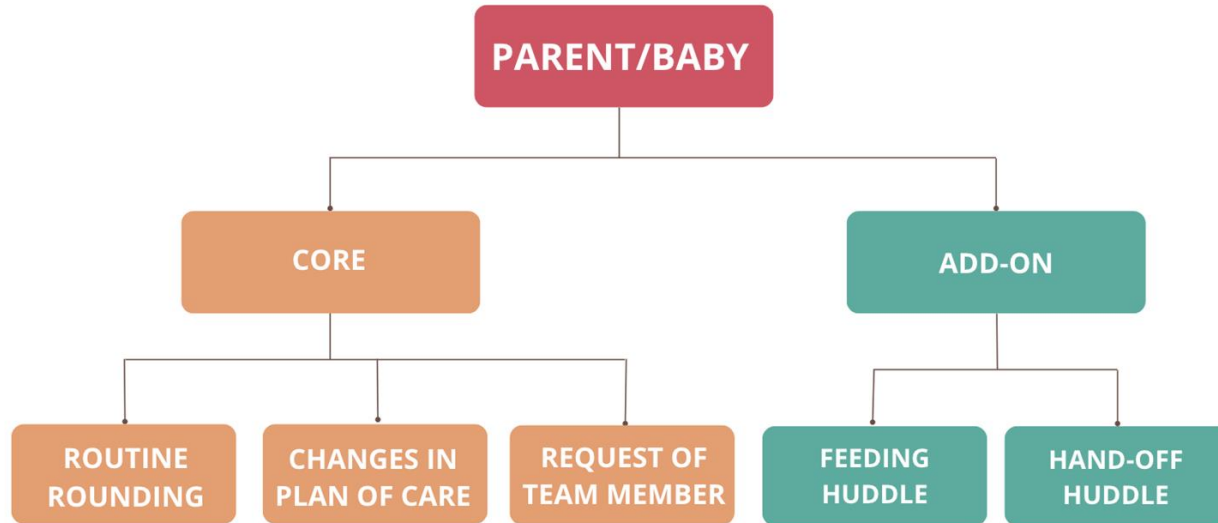 PARENT/BABY
CORE
ADD-ON
ROUTINE
ROUNDING
CHANGES IN
PLAN OF CARE
REQUEST OF
TEAM MEMBER
FEEDING
HUDDLE
HAND-OFF
HUDDLE